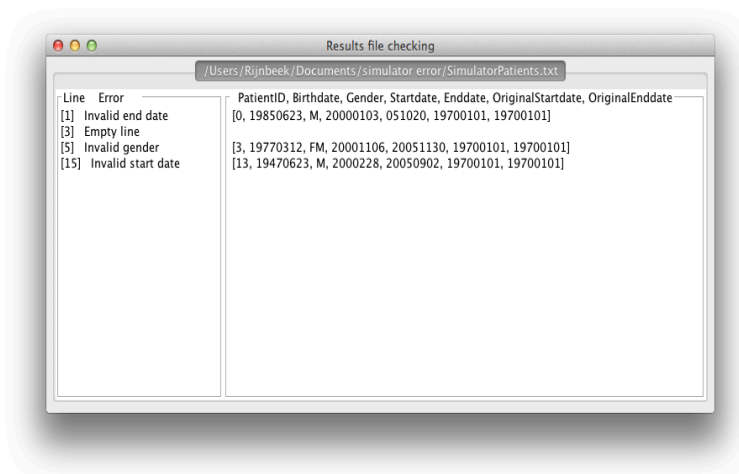 Results file checking
/Users/Rijnbeek/Documents/simulator error/SimulatorPatients.txt
Line Error
PatientID, Birthdate, Gender, Startdate, Enddate, OriginalStartdate, OriginalEnddate
[1] Invalid end date
[0, 19850623, M, 20000103, 051020, 19700101, 19700101]
[3] Empty line
[5] Invalid gender
[3, 19770312, FM, 20001106, 20051130, 19700101, 19700101]
[15] Invalid start date
[13, 19470623, M, 2000228, 20050902, 19700101, 19700101]